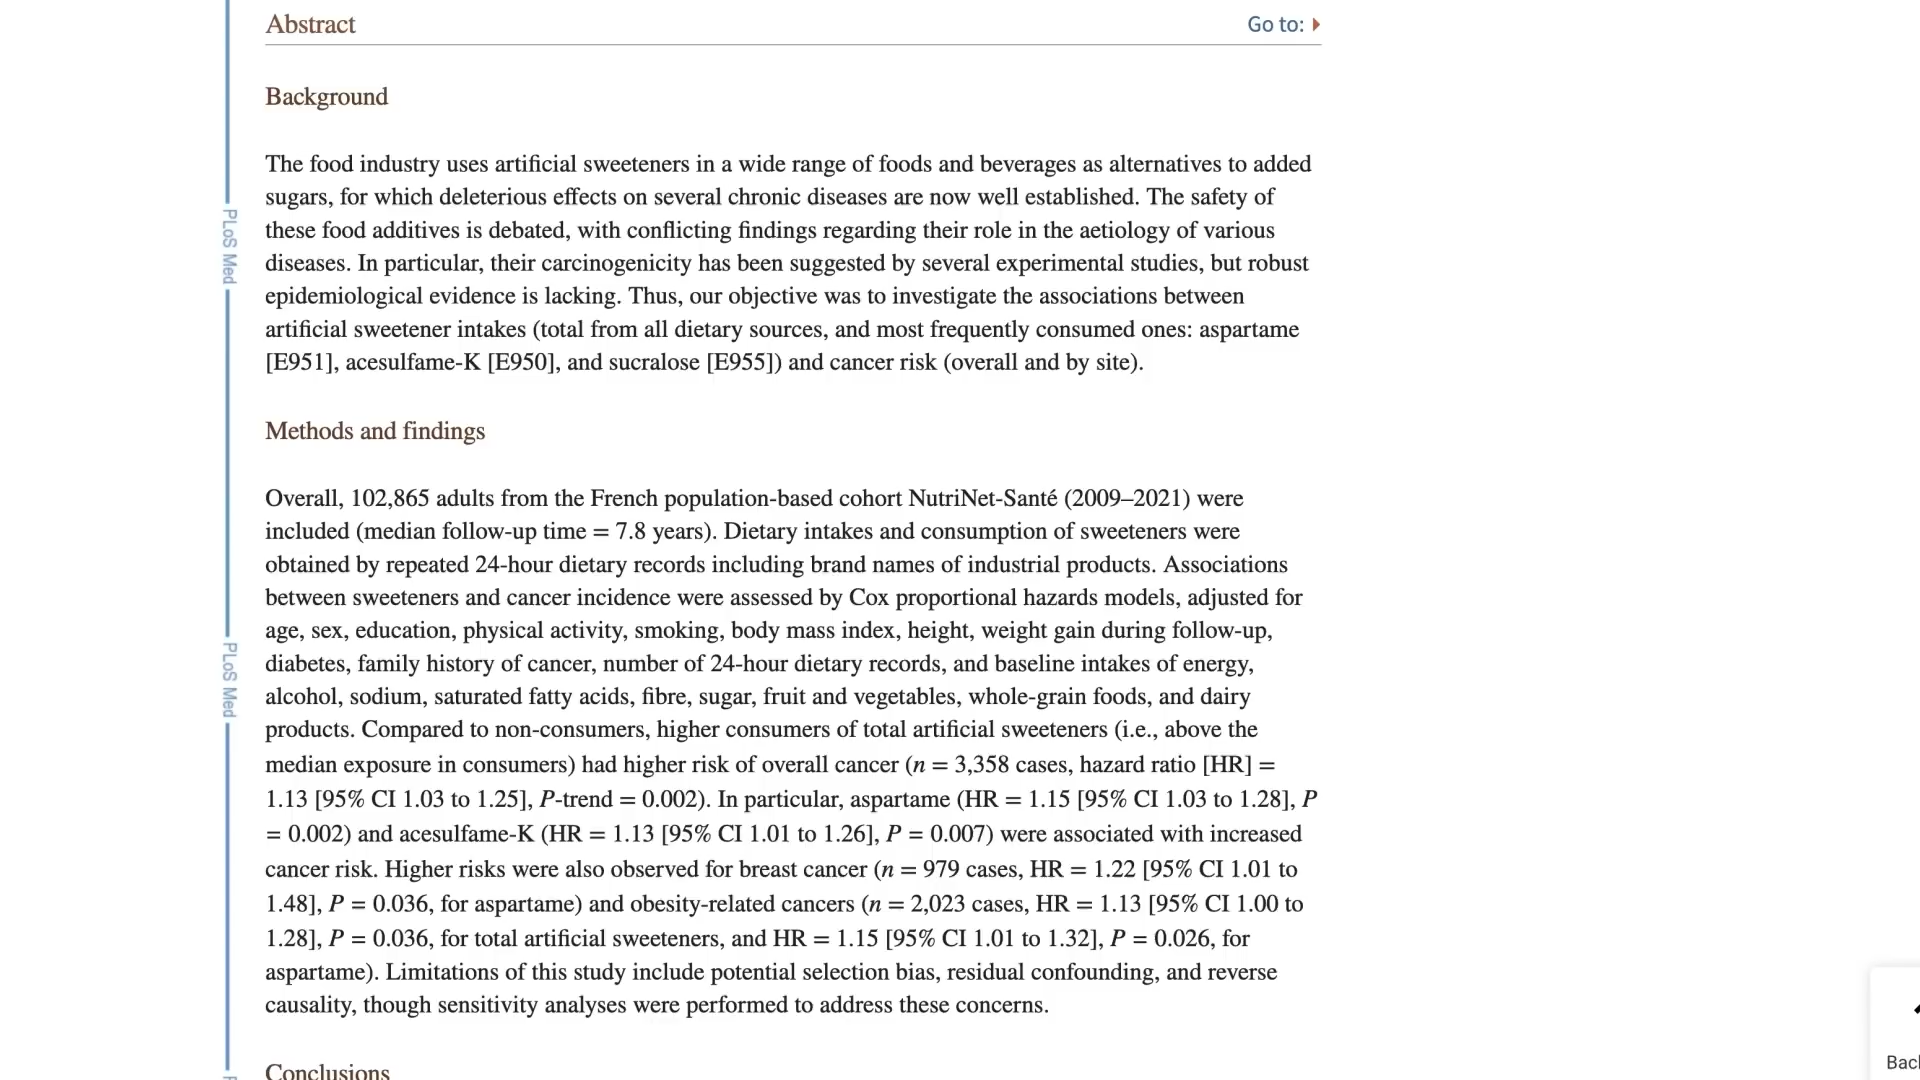 Abstract
Go to:
Background
The food industry uses artificial sweeteners in a wide range of foods and beverages as alternatives to added
sugars, for which deleterious effects on several chronic diseases are now well established. The safety of
these food additives is debated, with conflicting findings regarding their role in the aetiology of various
diseases. In particular, their carcinogenicity has been suggested by several experimental studies, but robust
epidemiological evidence is lacking. Thus, our objective was to investigate the associations between
artificial sweetener intakes (total from all dietary sources, and most frequently consumed ones: aspartame
[E951], acesulfame-K [E950], and sucralose [E955]) and cancer risk (overall and by site).
Methods and findings
Overall, 102,865 adults from the French population-based cohort NutriNet-Santé (2009–2021) were
included (median follow-up time = 7.8 years). Dietary intakes and consumption of sweeteners were
obtained by repeated 24-hour dietary records including brand names of industrial products. Associations
between sweeteners and cancer incidence were assessed by Cox proportional hazards models, adjusted for
age, sex, education, physical activity, smoking, body mass index, height, weight gain during follow-up,
diabetes, family history of cancer, number of 24-hour dietary records, and baseline intakes of energy,
alcohol, sodium, saturated fatty acids, fibre, sugar, fruit and vegetables, whole-grain foods, and dairy
products. Compared to non-consumers, higher consumers of total artificial sweeteners (i.e., above the
median exposure in consumers) had higher risk of overall cancer (n = 3,358 cases, hazard ratio [HR] =
1.13 [95% CI 1.03 to 1.25], P-trend = 0.002). In particular, aspartame (HR = 1.15 [95% CI 1.03 to 1.28], P
= 0.002) and acesulfame-K (HR = 1.13 [95% CI 1.01 to 1.26], P = 0.007) were associated with increased
cancer risk. Higher risks were also observed for breast cancer (n = 979 cases, HR = 1.22 [95% CI 1.01 to
1.48], P = 0.036, for aspartame) and obesity-related cancers (n = 2,023 cases, HR = 1.13 [95% CI 1.00 to
1.28], P = 0.036, for total artificial sweeteners, and HR = 1.15 [95% CI 1.01 to 1.32], P = 0.026, for
aspartame). Limitations of this study include potential selection bias, residual confounding, and reverse
causality, though sensitivity analyses were performed to address these concerns.
Conclusions
PLoS Med
PLoS Med